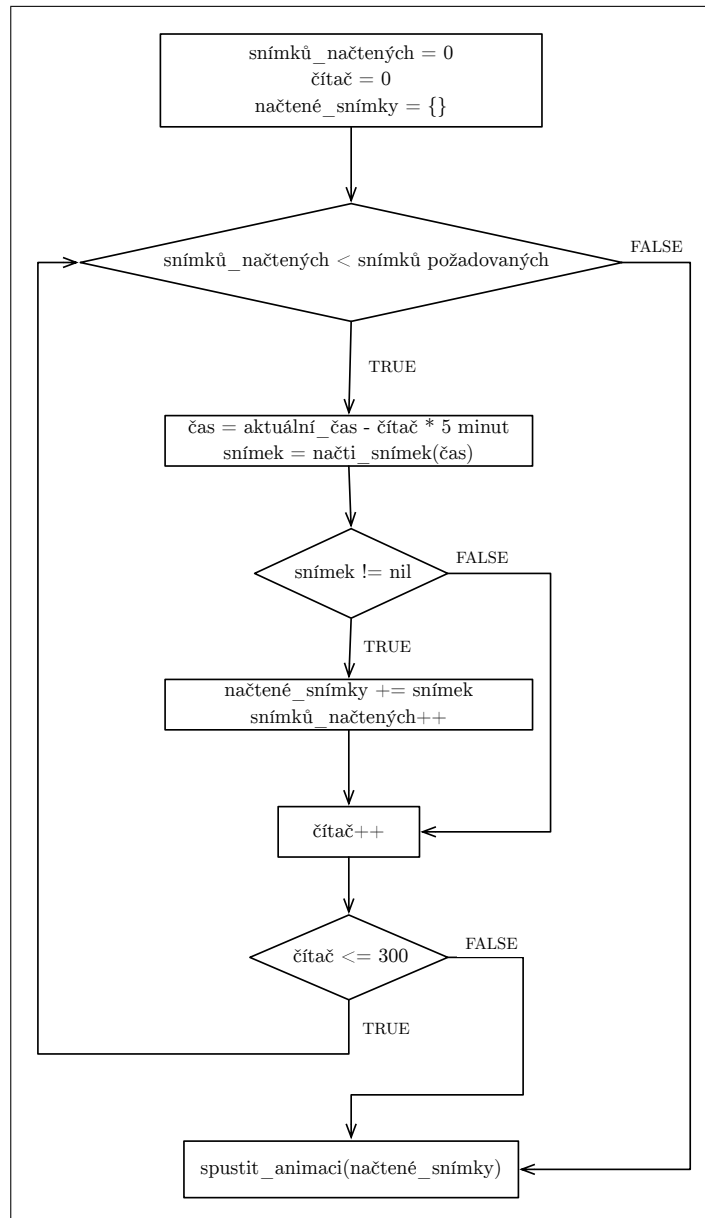 snímků_načtených = 0
čítač = 0
načtené_snímky = {}
snímků_načtených < snímků požadovaných
FALSE
TRUE
čas = aktuální_čas - čítač * 5 minut
snímek = načti_snímek(čas)
snímek != nil
FALSE
TRUE
načtené_snímky += snímek
snímků_načtených++
čítač++
čítač <= 300
FALSE
TRUE
spustit_animaci(načtené_snímky)